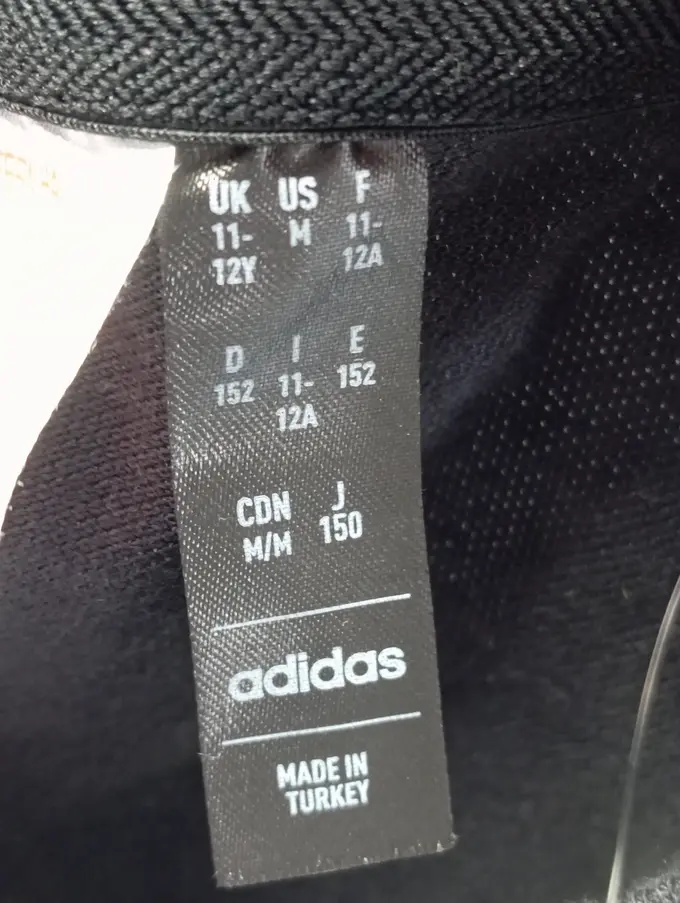 UK US F
11- M 11-
12Y 12A
D I E
152 11- 152
12A
CDN J
M/M 150
adidas
MADE IN
TURKEY